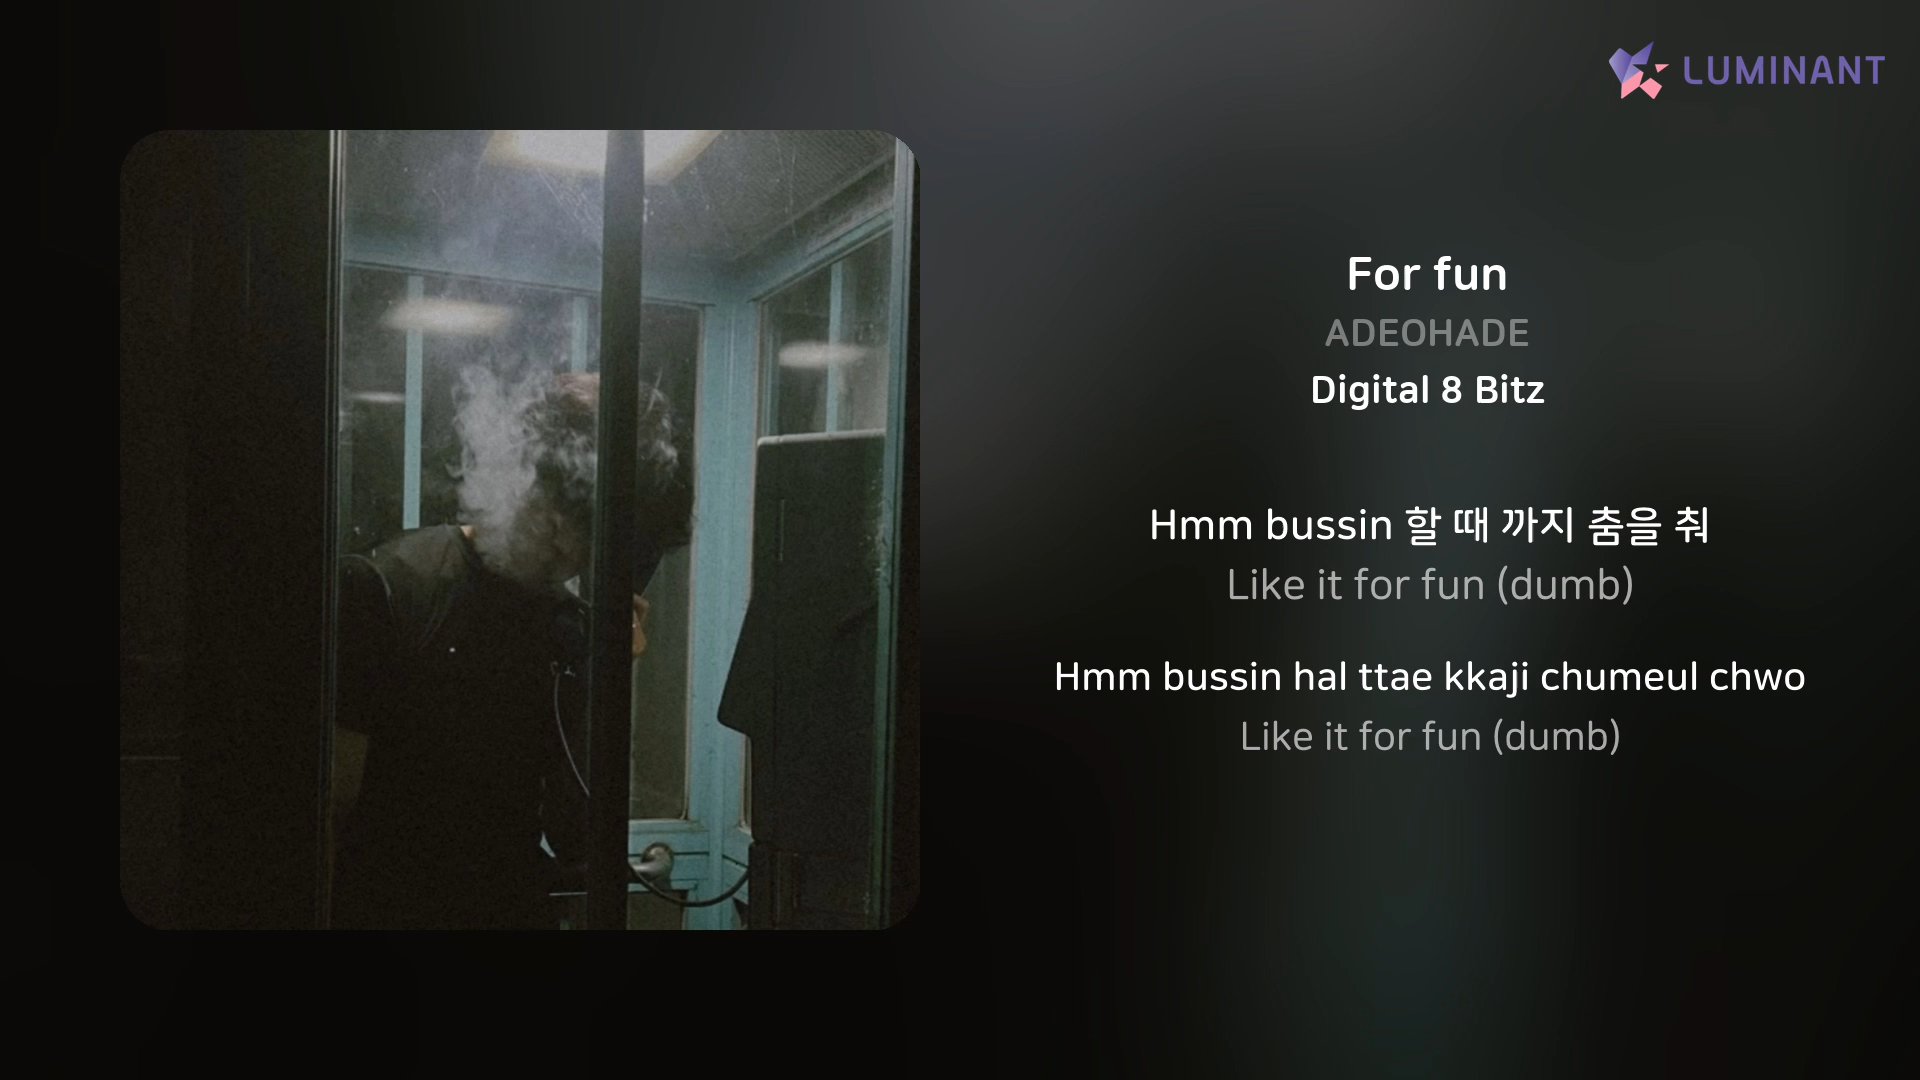 LUMINANT
For fun
ADEOHADE
Digital 8 Bitz
Hmm bussin 할 때 까지 춤을 춰
Like it for fun (dumb)
Hmm bussin hal ttae kkaji chumeul chwo
Like it for fun (dumb)